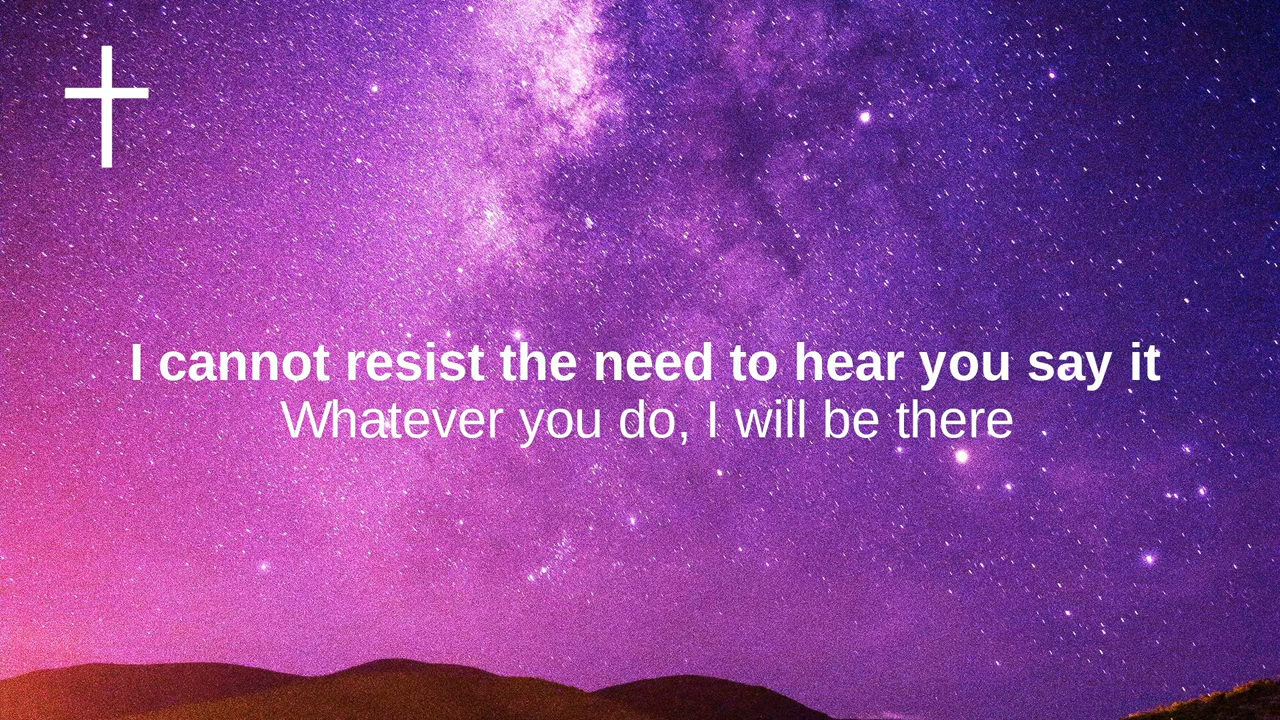 I cannot resist the need to hear you say it
Whatever you do, I will be there